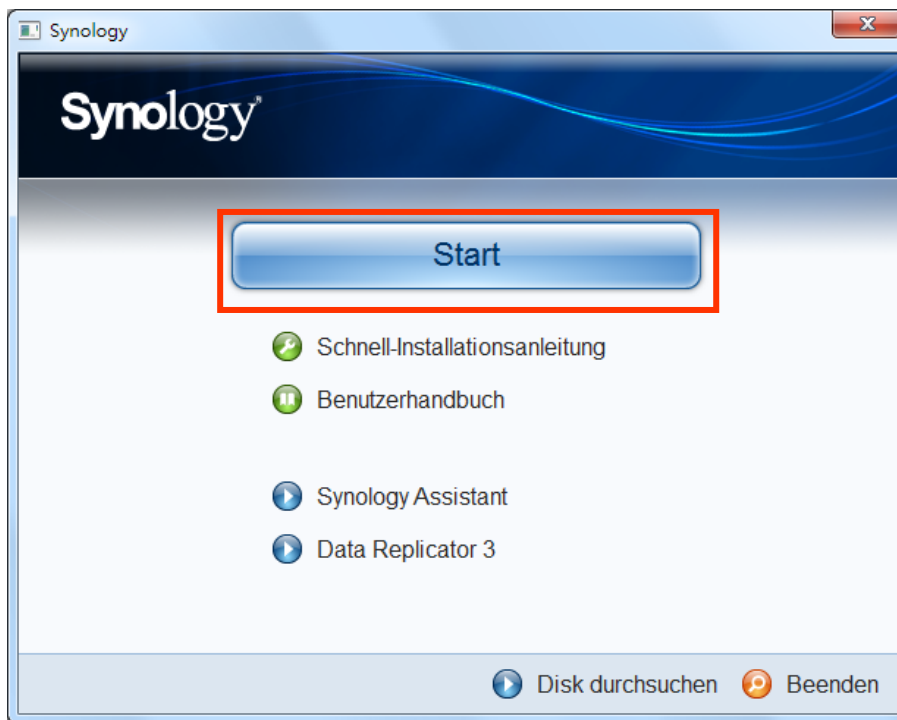 Synology
Synology
Start
Schnell-Installationsanleitung
Benutzerhandbuch
Synology Assistant
Data Replicator 3
Disk durchsuchen Beenden